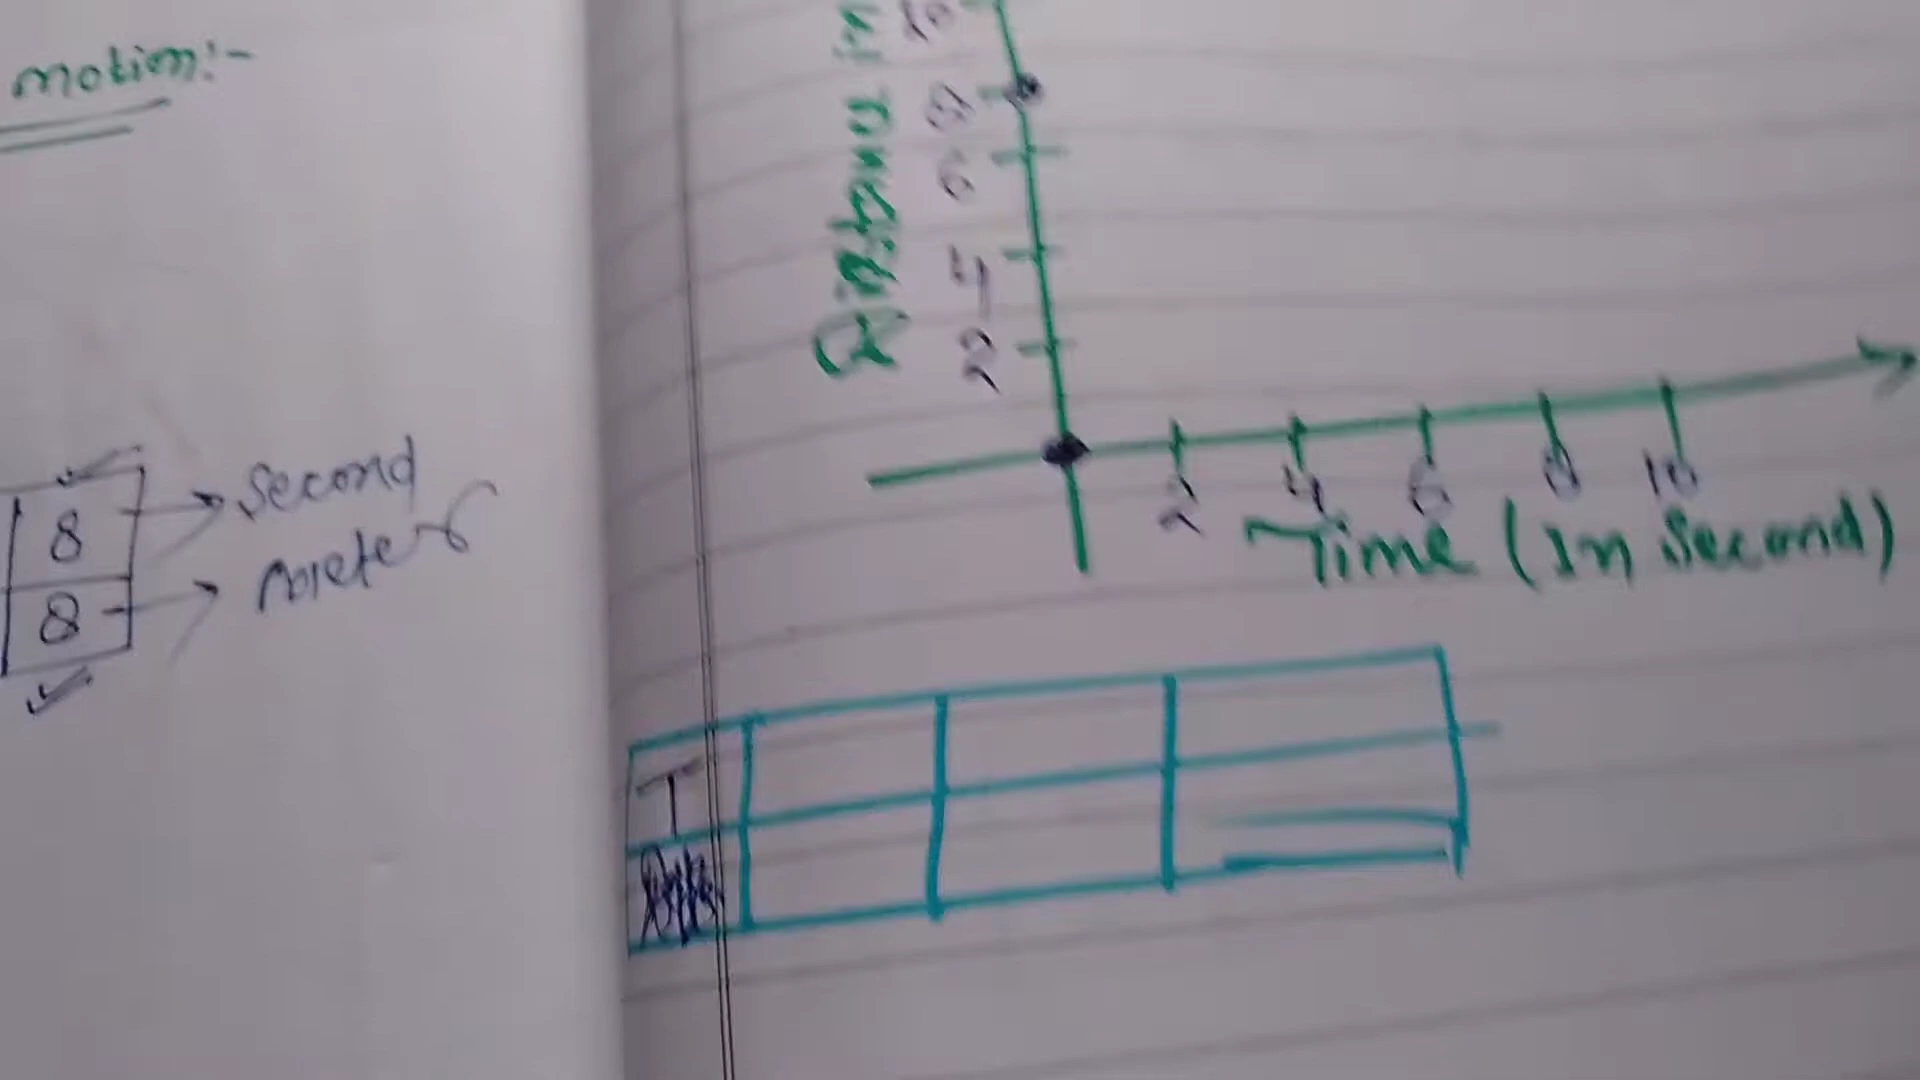 motion:-
8 → second
8 → meter
Distance in
10
8
6
4
2
2 4 6 8 10
Time (In Second)
T